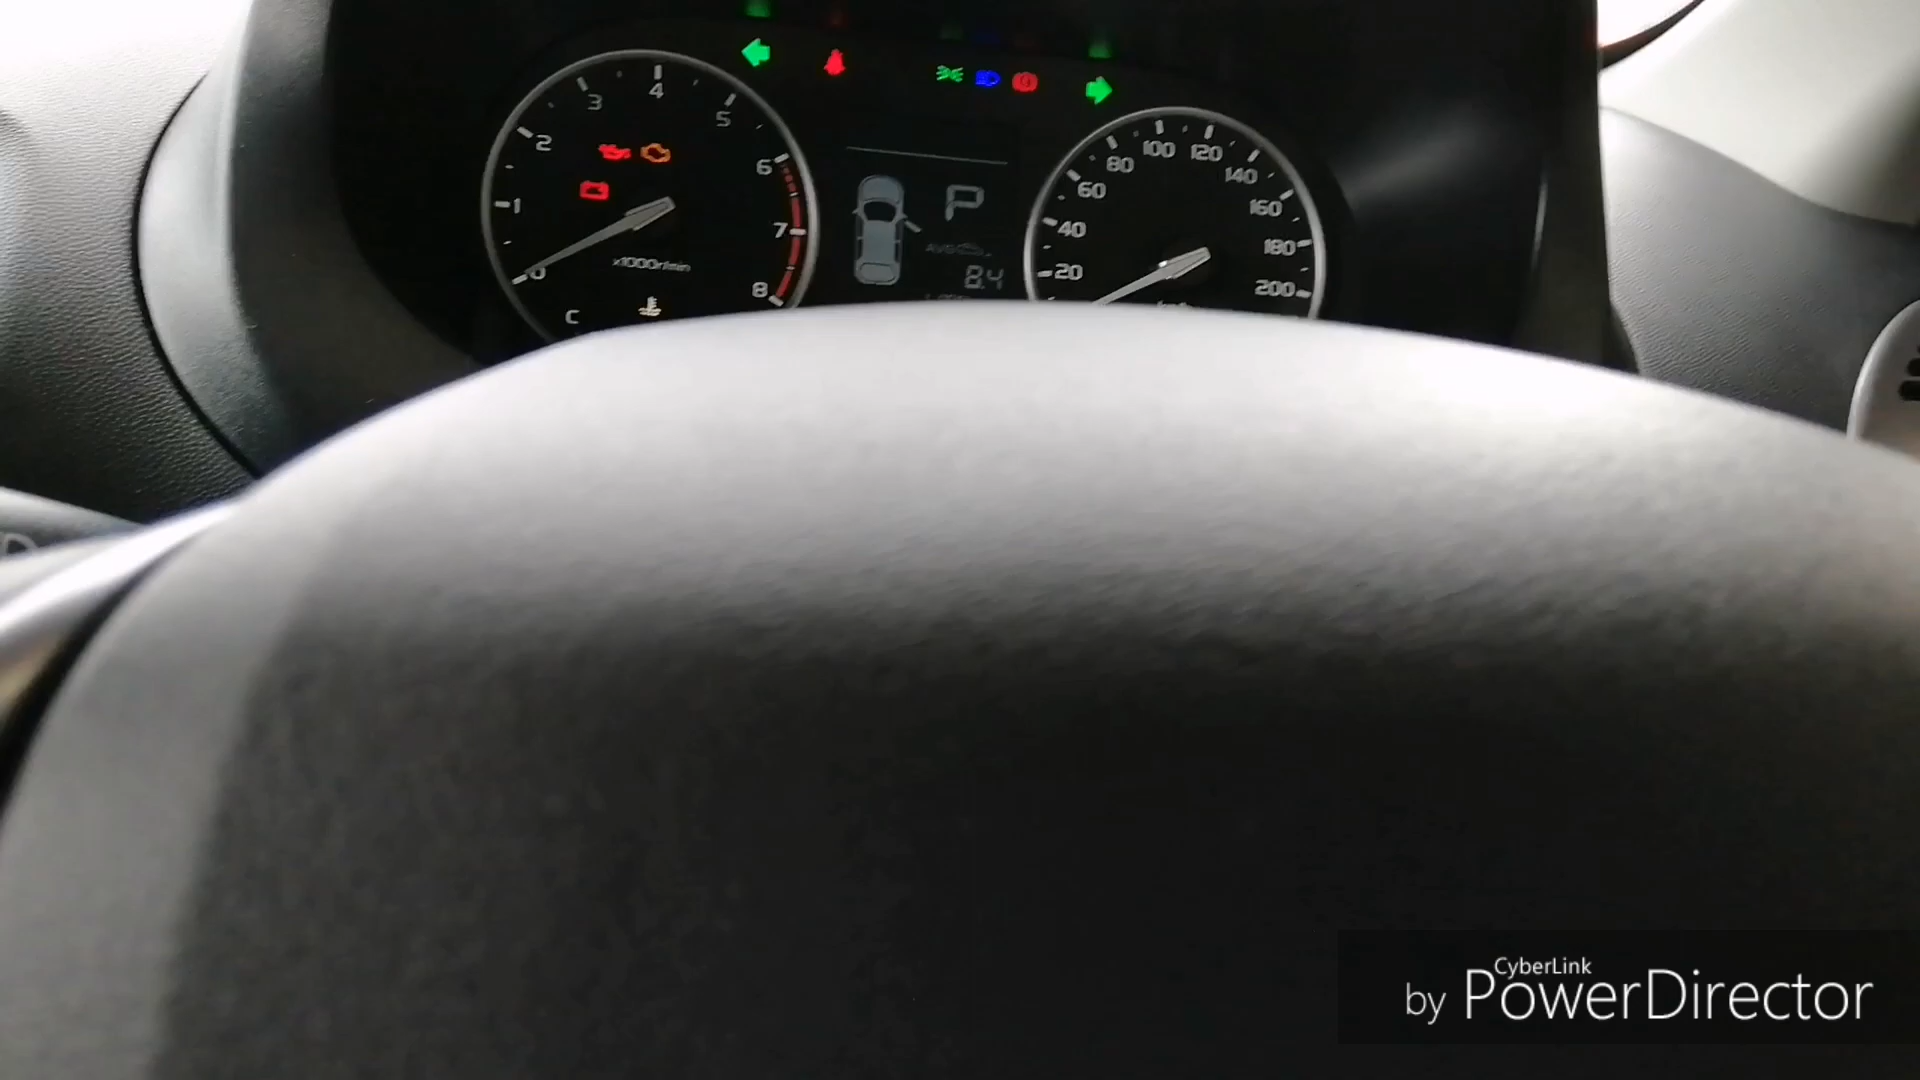 0 1 2 3 4 5 6 7 8
x1000r/min
C
P
AVG
8.4
20 40 60 80 100 120 140 160 180 200
CyberLink
by PowerDirector